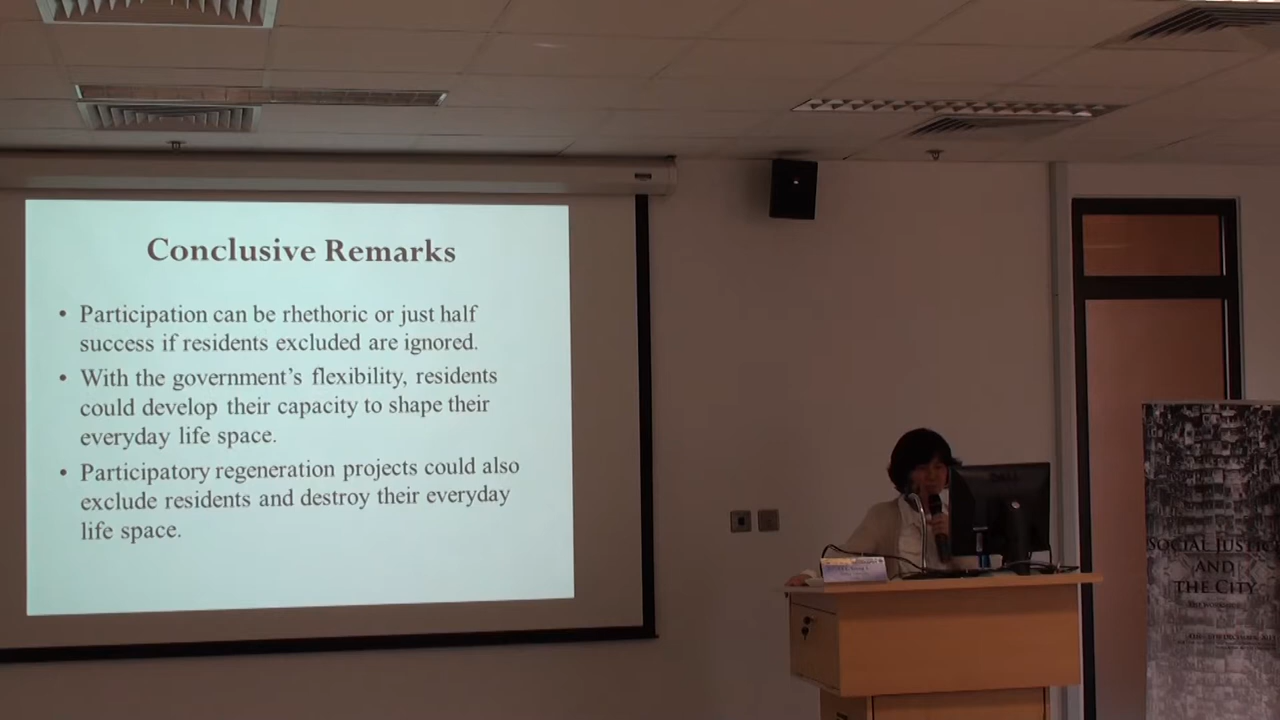 Conclusive Remarks
• Participation can be rhethoric or just half
success if residents excluded are ignored.
• With the government's flexibility, residents
could develop their capacity to shape their
everyday life space.
• Participatory regeneration projects could also
exclude residents and destroy their everyday
life space.
SOCIAL JUSTIC
AND
THE CITY